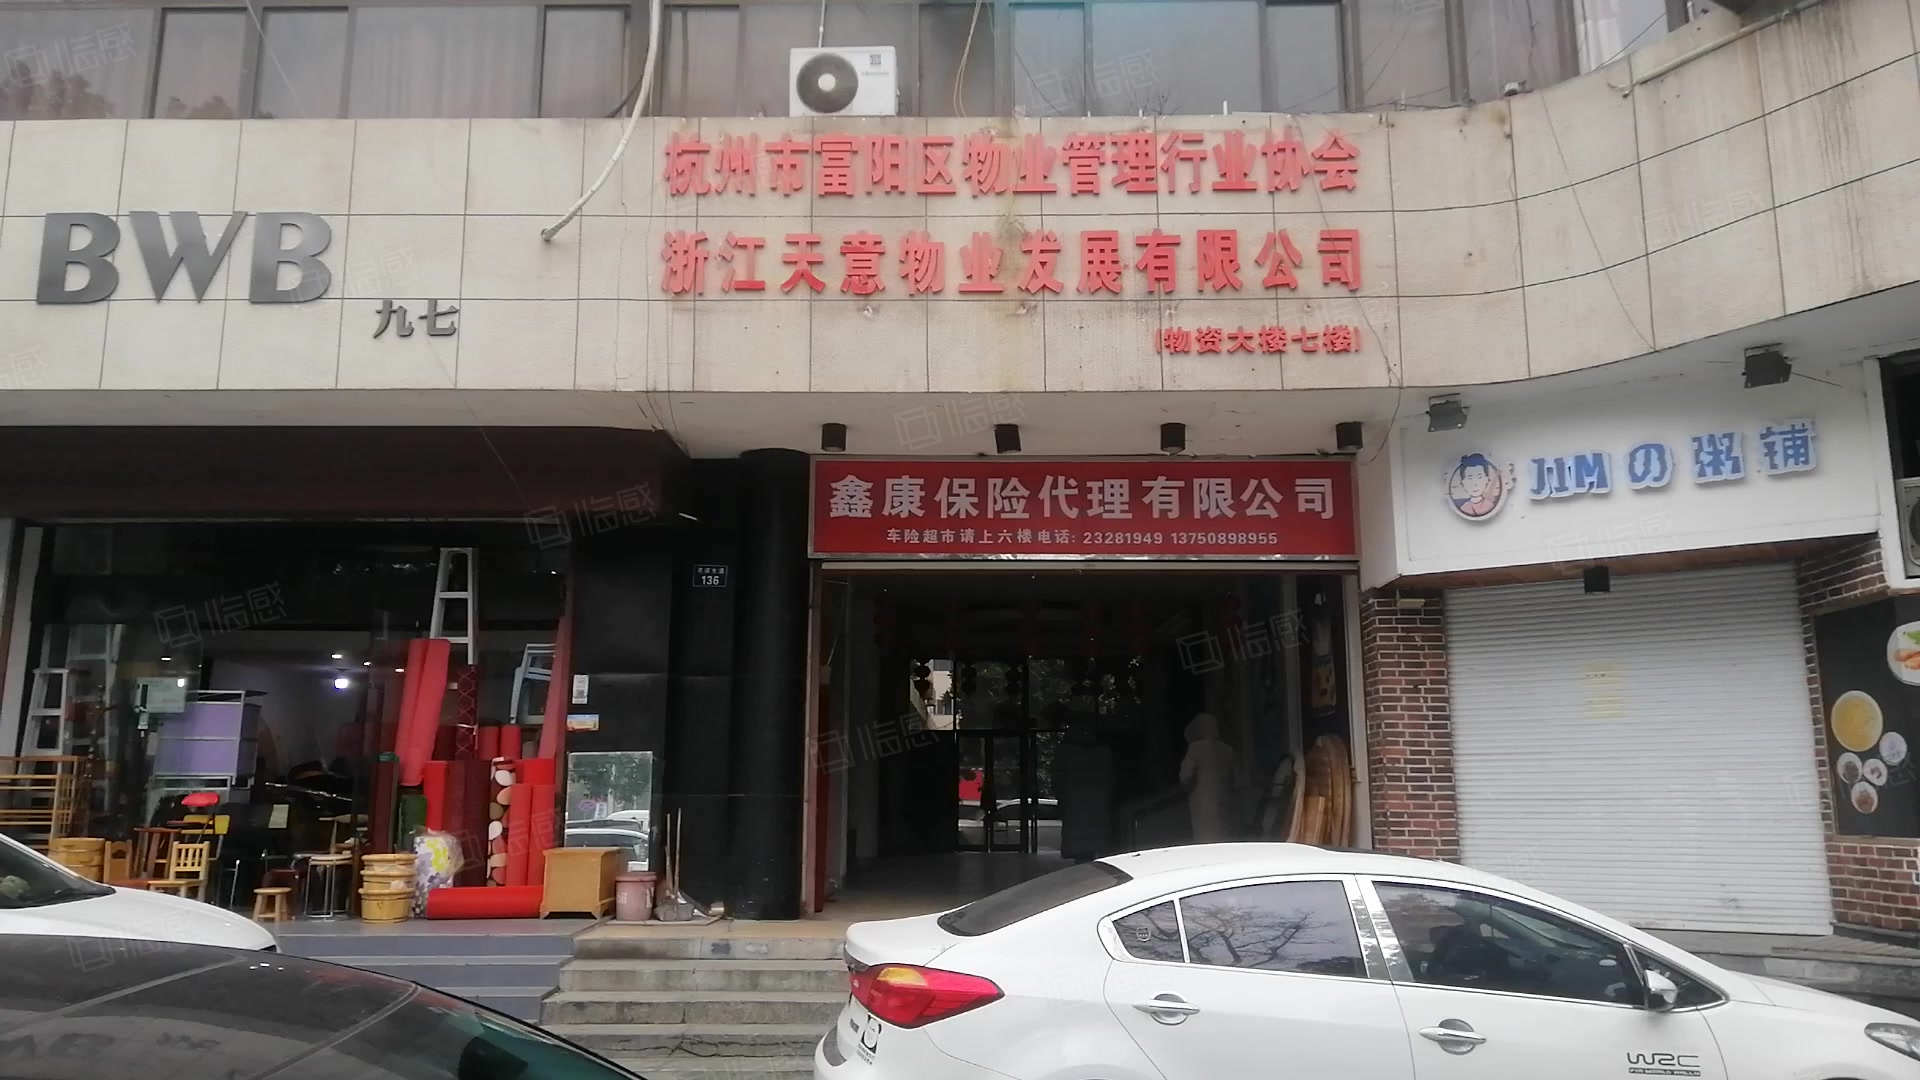 杭州市富阳区物业管理行业协会
浙江天意物业发展有限公司
(物资大楼七楼)
BWB
九七
鑫康保险代理有限公司
车险超市请上六楼电话: 23281949 13750898955
JIMの粥铺
136
WRC
临感